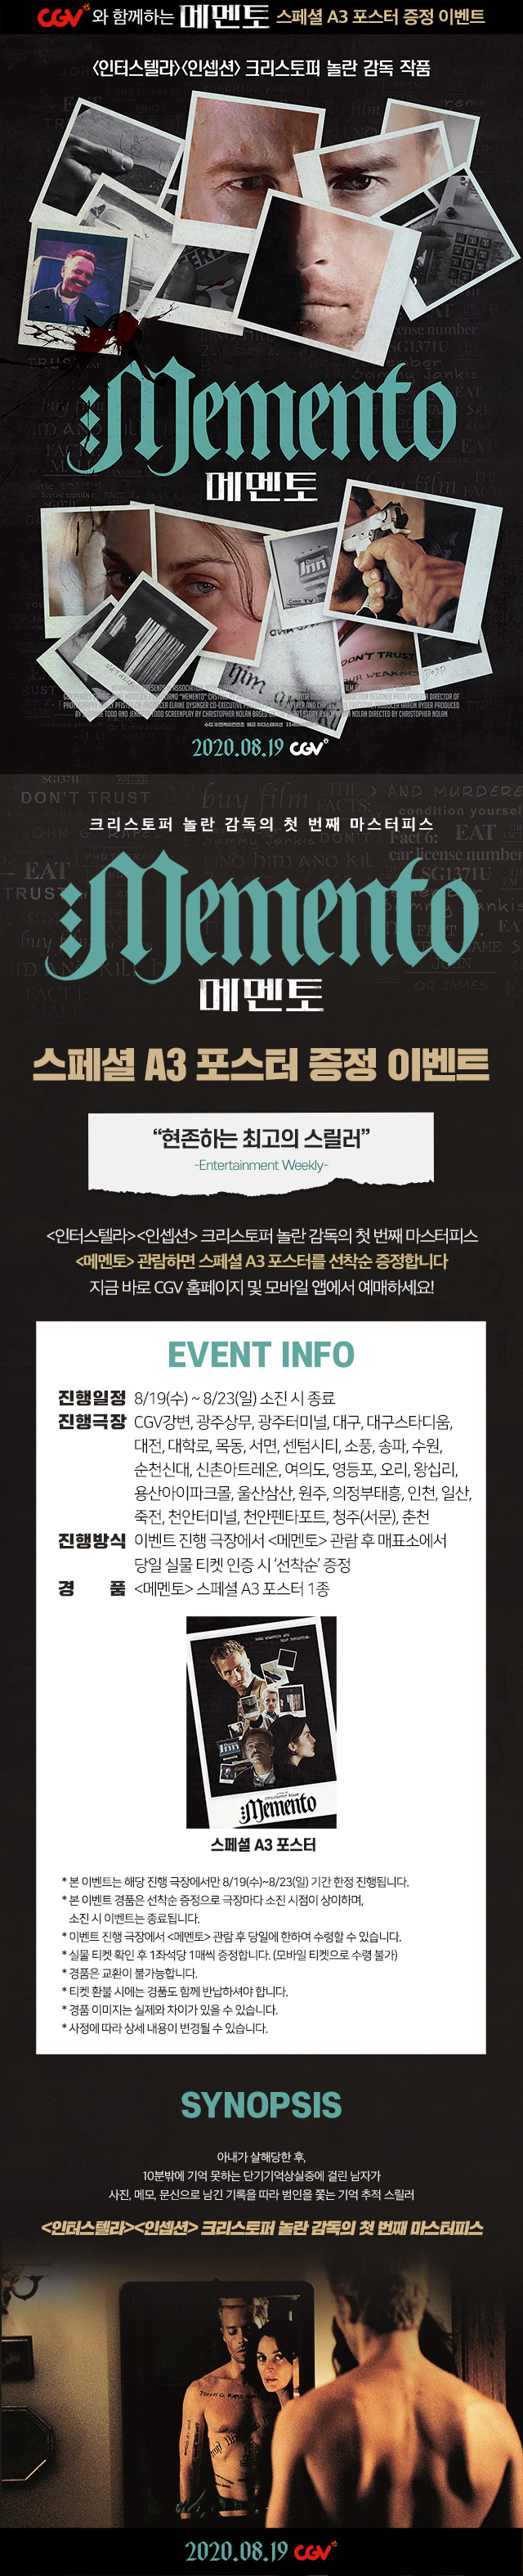 CGV와 함께하는 메멘토 스페셜 A3 포스터 증정 이벤트
<인터스텔라><인셉션> 크리스토퍼 놀란 감독 작품
:Memento
메멘토
DON'T TRUST
2020.08.19 CGV
DON'T TRUST
buy film
크리스토퍼 놀란 감독의 첫 번째 마스터피스
Fact 6:
car license number
SG1371U
:Memento
메멘토
스페셜 A3 포스터 증정 이벤트
“현존하는 최고의 스릴러”
-Entertainment Weekly-
<인터스텔라><인셉션> 크리스토퍼 놀란 감독의 첫 번째 마스터피스
<메멘토> 관람하면 스페셜 A3 포스터를 선착순 증정합니다
지금 바로 CGV 홈페이지 및 모바일 앱에서 예매하세요!
EVENT INFO
진행일정 8/19(수) ~ 8/23(일) 소진 시 종료
진행극장 CGV강변, 광주상무, 광주터미널, 대구, 대구스타디움,
대전, 대학로, 목동, 서면, 센텀시티, 소풍, 송파, 수원,
순천신대, 신촌아트레온, 여의도, 영등포, 오리, 왕십리,
용산아이파크몰, 울산삼산, 원주, 의정부태흥, 인천, 일산,
죽전, 천안터미널, 천안펜타포트, 청주(서문), 춘천
진행방식 이벤트 진행 극장에서 <메멘토> 관람 후 매표소에서
당일 실물 티켓 인증 시 ‘선착순’ 증정
경 품 <메멘토> 스페셜 A3 포스터 1종
:Memento
스페셜 A3 포스터
* 본 이벤트는 해당 진행 극장에서만 8/19(수)~8/23(일) 기간 한정 진행됩니다.
* 본 이벤트 경품은 선착순 증정으로 극장마다 소진 시점이 상이하며,
소진 시 이벤트는 종료됩니다.
* 이벤트 진행 극장에서 <메멘토> 관람 후 당일에 한하여 수령할 수 있습니다.
* 실물 티켓 확인 후 1좌석당 1매씩 증정합니다. (모바일 티켓으로 수령 불가)
* 경품은 교환이 불가능합니다.
* 티켓 환불 시에는 경품도 함께 반납하셔야 합니다.
* 경품 이미지는 실제와 차이가 있을 수 있습니다.
* 사정에 따라 상세 내용이 변경될 수 있습니다.
SYNOPSIS
아내가 살해당한 후,
10분밖에 기억 못하는 단기기억상실증에 걸린 남자가
사진, 메모, 문신으로 남긴 기록을 따라 범인을 쫓는 기억 추적 스릴러
<인터스텔라><인셉션> 크리스토퍼 놀란 감독의 첫 번째 마스터피스
2020.08.19 CGV